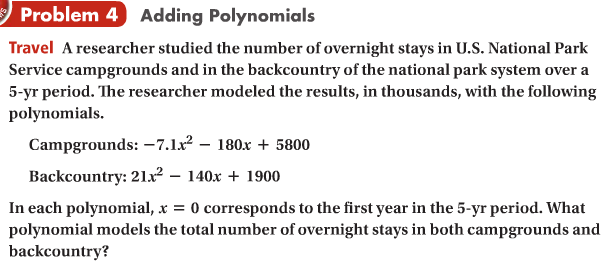 Problem 4 Adding Polynomials
Travel A researcher studied the number of overnight stays in U.S. National Park
Service campgrounds and in the backcountry of the national park system over a
5-yr period. The researcher modeled the results, in thousands, with the following
polynomials.
Campgrounds: −7.1x² − 180x + 5800
Backcountry: 21x² − 140x + 1900
In each polynomial, x = 0 corresponds to the first year in the 5-yr period. What
polynomial models the total number of overnight stays in both campgrounds and
backcountry?